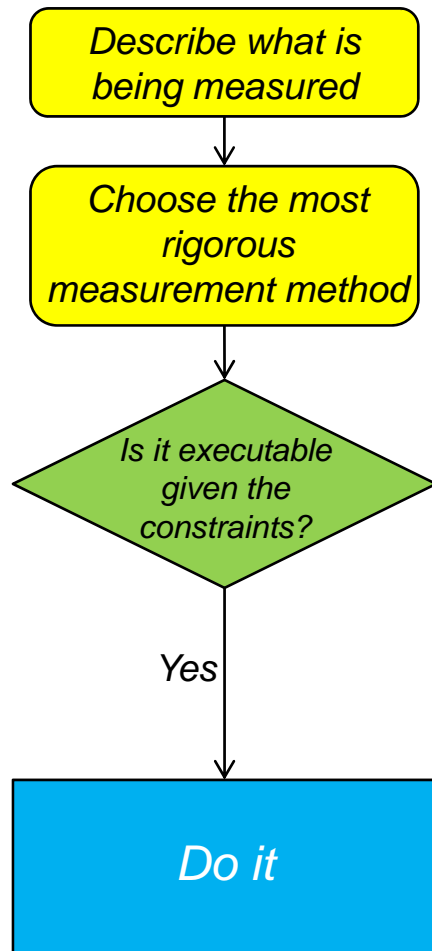 Describe what is
being measured
Choose the most
rigorous
measurement method
Is it executable
given the
constraints?
Yes
Do it